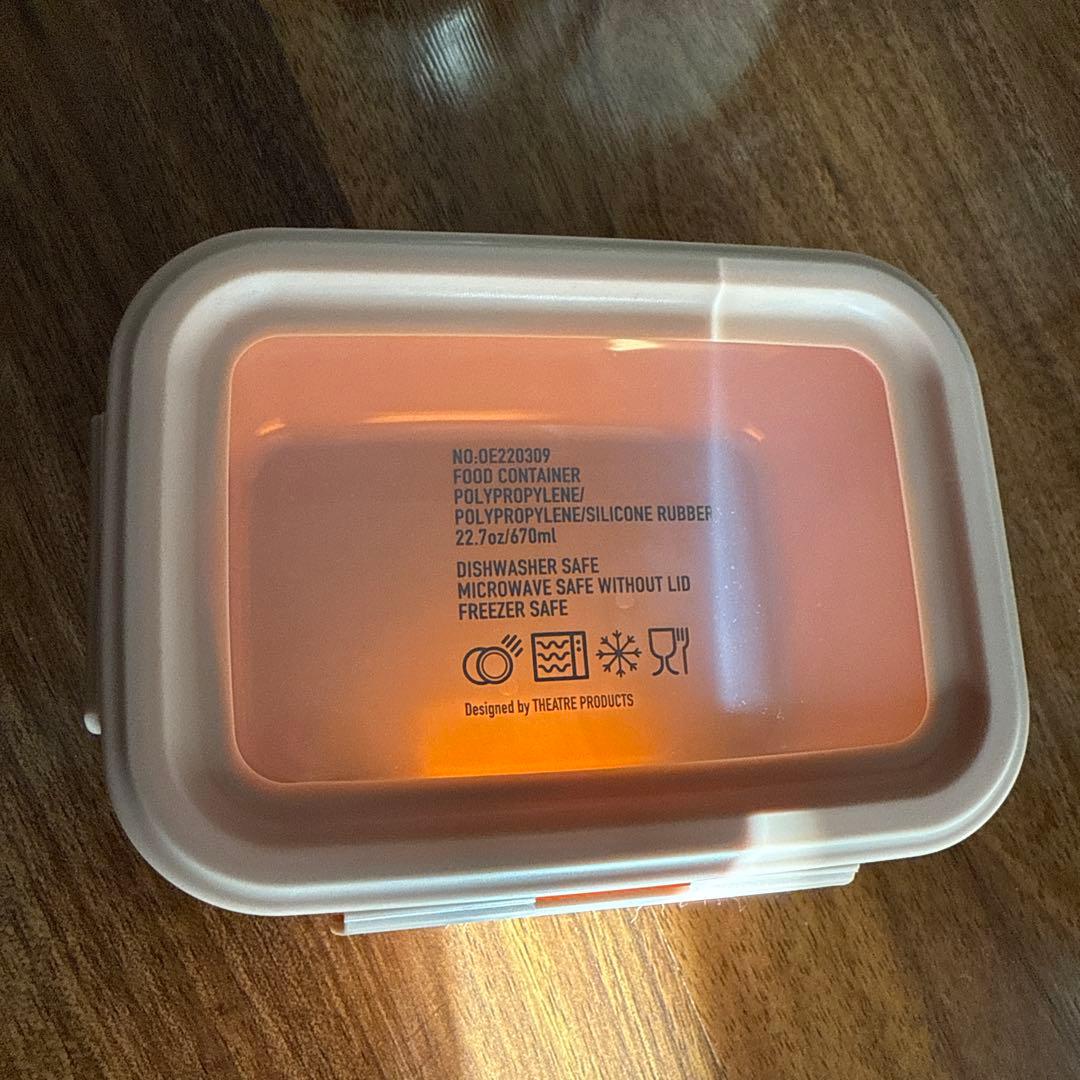 NO.OE220309
FOOD CONTAINER
POLYPROPYLENE/
POLYPROPYLENE/SILICONE RUBBER
22.7oz/670ml
DISHWASHER SAFE
MICROWAVE SAFE WITHOUT LID
FREEZER SAFE
Designed by THEATRE PRODUCTS